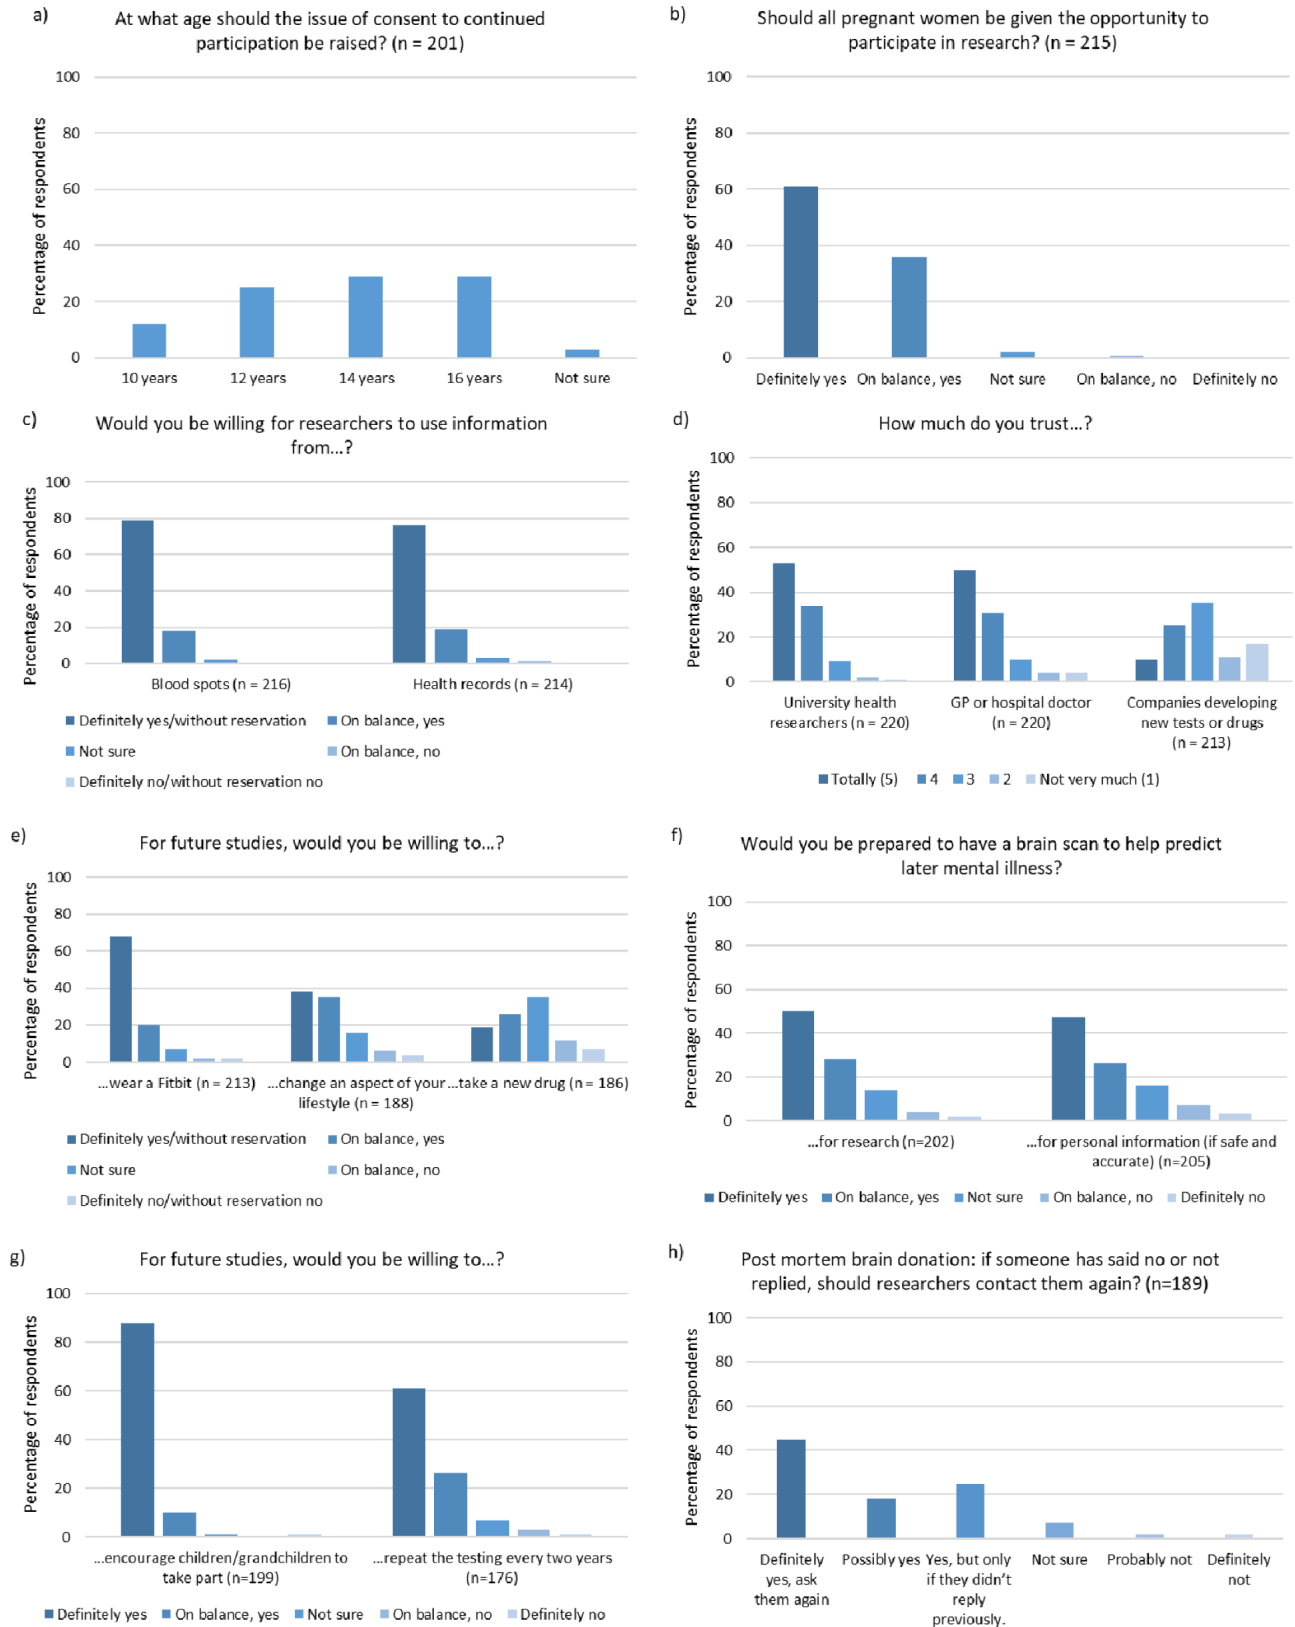 a)
At what age should the issue of consent to continued
participation be raised? (n = 201)
Percentage of respondents
100
80
60
40
20
0
10 years 12 years 14 years 16 years Not sure
b)
Should all pregnant women be given the opportunity to
participate in research? (n = 215)
Percentage of respondents
100
80
60
40
20
0
Definitely yes On balance, yes Not sure On balance, no Definitely no
c)
Would you be willing for researchers to use information
from...?
Percentage of respondents
100
80
60
40
20
0
Blood spots (n = 216) Health records (n = 214)
Definitely yes/without reservation On balance, yes
Not sure On balance, no
Definitely no/without reservation no
d)
How much do you trust...?
Percentage of respondents
100
80
60
40
20
0
University health
researchers (n = 220)
GP or hospital doctor
(n = 220)
Companies developing
new tests or drugs
(n = 213)
Totally (5) 4 3 2 Not very much (1)
e)
For future studies, would you be willing to...?
Percentage of respondents
100
80
60
40
20
0
...wear a Fitbit (n = 213)
...change an aspect of your
lifestyle (n = 188)
...take a new drug (n = 186)
Definitely yes/without reservation On balance, yes
Not sure On balance, no
Definitely no/without reservation no
f)
Would you be prepared to have a brain scan to help predict
later mental illness?
Percentage of respondents
100
80
60
40
20
0
...for research (n=202)
...for personal information (if safe and
accurate) (n=205)
Definitely yes On balance, yes Not sure On balance, no Definitely no
g)
For future studies, would you be willing to...?
Percentage of respondents
100
80
60
40
20
0
...encourage children/grandchildren to
take part (n=199)
...repeat the testing every two years
(n=176)
Definitely yes On balance, yes Not sure On balance, no Definitely no
h)
Post mortem brain donation: if someone has said no or not
replied, should researchers contact them again? (n=189)
Percentage of respondents
100
80
60
40
20
0
Definitely
yes, ask
them again
Possibly yes
Yes, but only
if they didn't
reply
previously.
Not sure
Probably not
Definitely
not